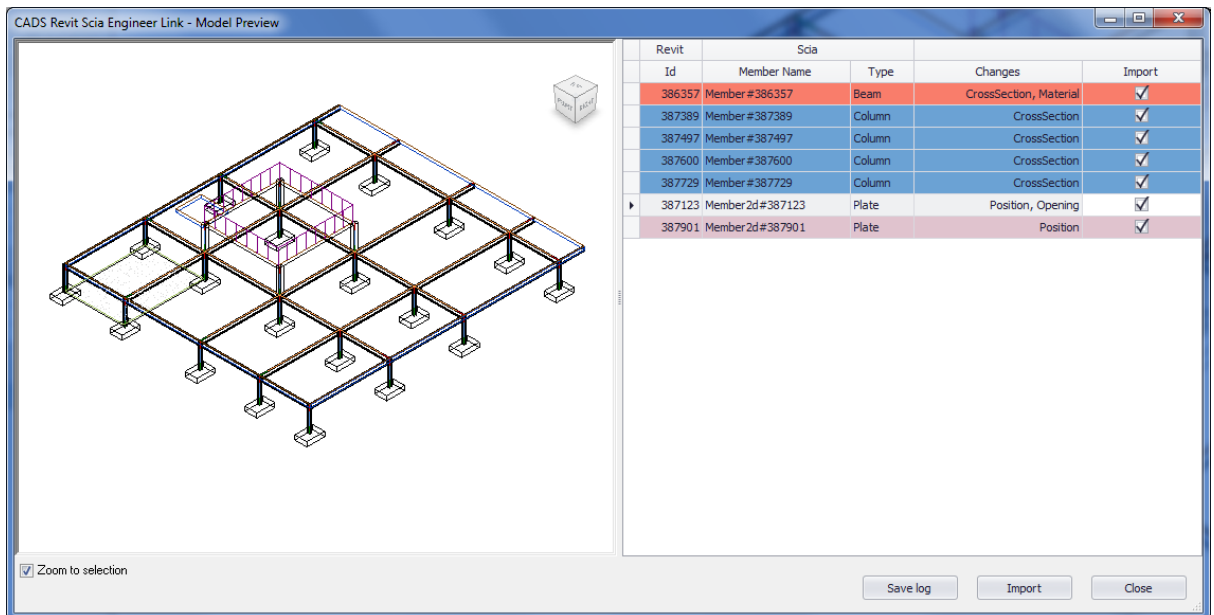 CADS Revit Scia Engineer Link - Model Preview
Revit Scia
Id Member Name Type Changes Import
386357 Member#386357 Beam CrossSection, Material
387389 Member#387389 Column CrossSection
387497 Member#387497 Column CrossSection
387600 Member#387600 Column CrossSection
387729 Member#387729 Column CrossSection
387123 Member2d#387123 Plate Position, Opening
387901 Member2d#387901 Plate Position
Zoom to selection
Save log Import Close